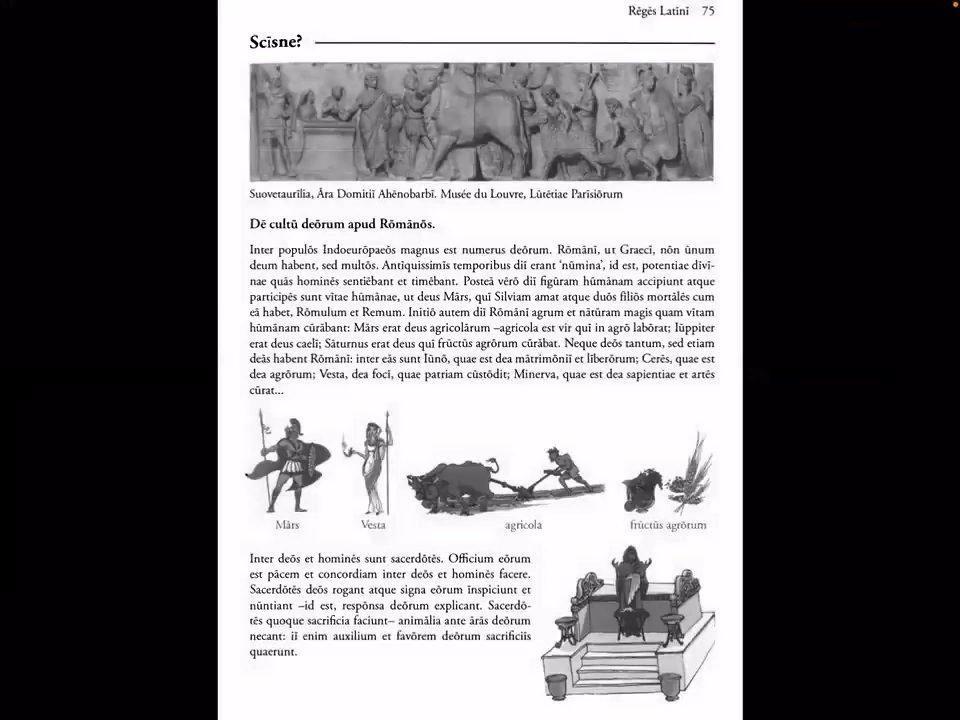 Rēgēs Latīnī 75
Scīsne?
Suovetaurīlia, Āra Domitiī Ahēnobarbī. Musée du Louvre, Lūtētiae Parīsiōrum
Dē cultū deōrum apud Rōmānōs.
Inter populōs Indoeurōpaeōs magnus est numerus deōrum. Rōmānī, ut Graecī, nōn ūnum
deum habent, sed multōs. Antīquissimīs temporibus diī erant ‘nūmina’, id est, potentiae dīvī-
nae quās hominēs sentiēbant et timēbant. Posteā vērō diī figūram hūmānam accipiunt atque
participēs sunt vītae hūmānae, ut deus Mārs, quī Silviam amat atque duōs fīliōs mortālēs cum
eā habet, Rōmulum et Remum. Initiō autem diī Rōmānī agrum et nātūram magis quam vītam
hūmānam cūrābant: Mārs erat deus agricolārum –agricola est vir quī in agrō labōrat; Iūppiter
erat deus caelī; Sāturnus erat deus quī frūctūs agrōrum cūrābat. Neque deōs tantum, sed etiam
deās habent Rōmānī: inter eās sunt Iūnō, quae est dea mātrimōniī et līberōrum; Cerēs, quae est
dea agrōrum; Vesta, dea focī, quae patriam cūstōdit; Minerva, quae est dea sapientiae et artēs
cūrat...
Mārs Vesta agricola frūctūs agrōrum
Inter deōs et hominēs sunt sacerdōtēs. Officium eōrum
est pācem et concordiam inter deōs et hominēs facere.
Sacerdōtēs deōs rogant atque signa eōrum īnspiciunt et
nūntiant –id est, respōnsa deōrum explicant. Sacerdō-
tēs quoque sacrificia faciunt– animālia ante ārās deōrum
necant: iī enim auxilium et favōrem deōrum sacrificiīs
quaerunt.